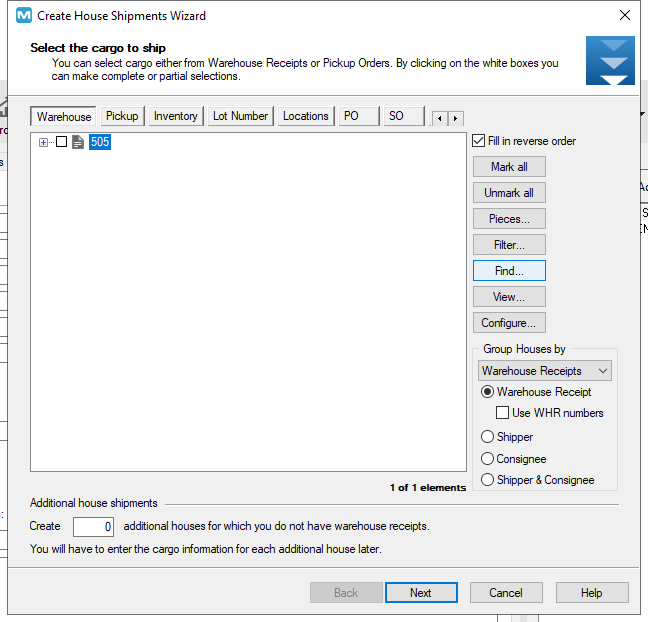 M Create House Shipments Wizard
Select the cargo to ship
You can select cargo either from Warehouse Receipts or Pickup Orders. By clicking on the white boxes you
can make complete or partial selections.
Warehouse Pickup Inventory Lot Number Locations PO SO
505
Fill in reverse order
Mark all
Unmark all
Pieces...
Filter...
Find...
View...
Configure...
Group Houses by
Warehouse Receipts
Warehouse Receipt
Use WHR numbers
Shipper
Consignee
Shipper & Consignee
1 of 1 elements
Additional house shipments
Create 0 additional houses for which you do not have warehouse receipts.
You will have to enter the cargo information for each additional house later.
Back Next Cancel Help